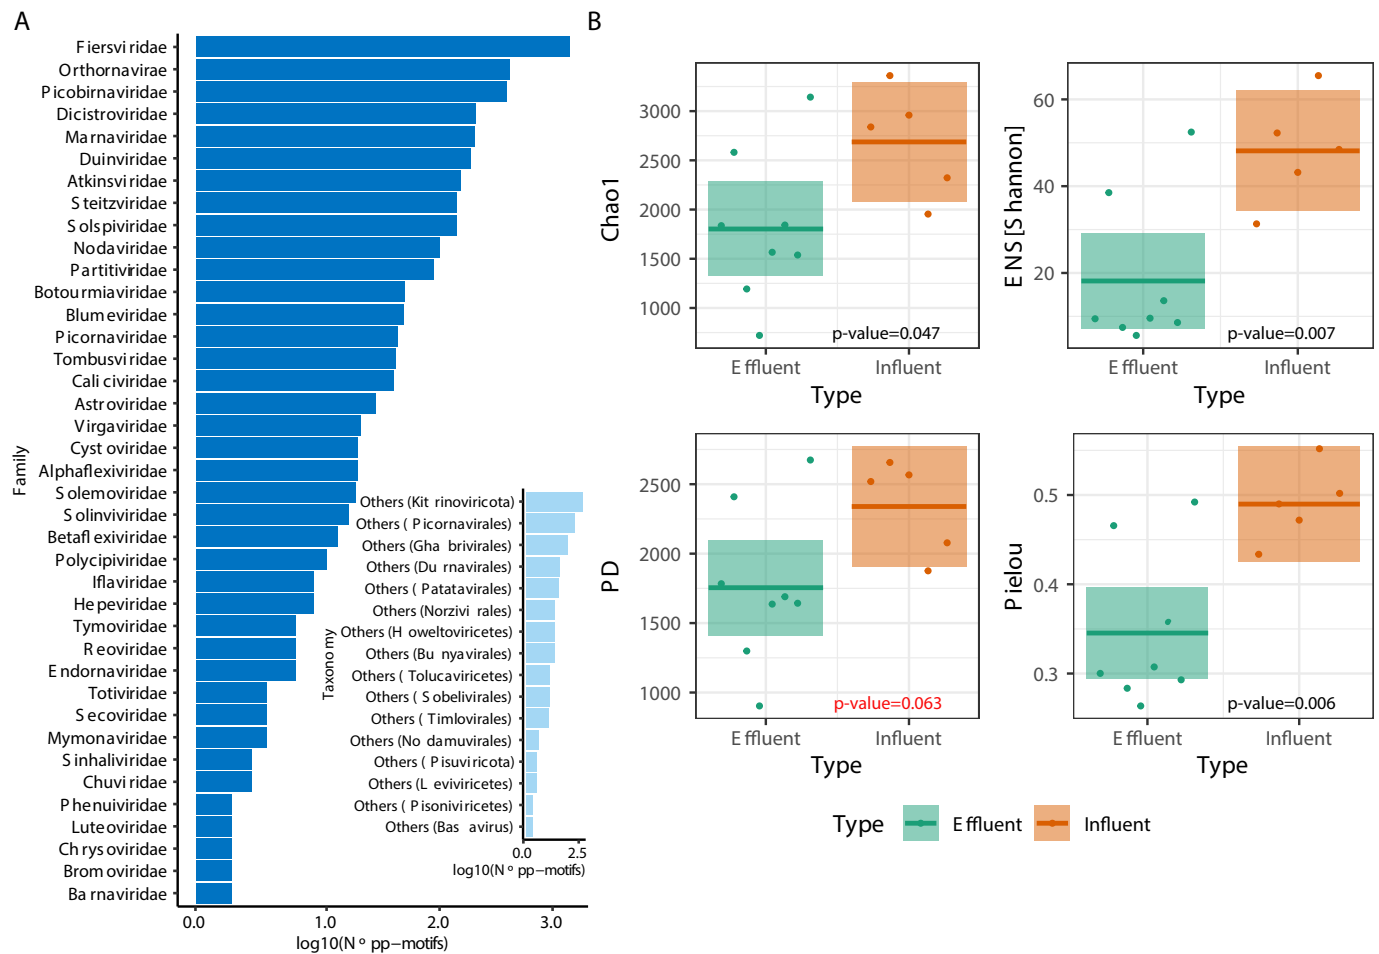 A
Fiersviridae
Orthornavirae
Picobirnaviridae
Dicistroviridae
Marnaviridae
Duinviridae
Atkinsviridae
Steitzviridae
Solspiviridae
Nodaviridae
Partitiviridae
Botourmiaviridae
Blumeviridae
Picornaviridae
Tombusviridae
Caliciviridae
Astroviridae
Virgaviridae
Cystoviridae
Alphaflexiviridae
Solemoviridae
Solinviviridae
Betaflexiviridae
Polycipiviridae
Iflaviridae
Hepeviridae
Tymoviridae
Reoviridae
Endornaviridae
Totiviridae
Secoviridae
Mymonaviridae
Sinhaliviridae
Chuviridae
Phenuiviridae
Luteoviridae
Chrysoviridae
Bromoviridae
Barnaviridae
Family
0.0 1.0 2.0 3.0
log10(Nº pp−motifs)
Others (Kitrinoviricota)
Others (Picornavirales)
Others (Ghabrivirales)
Others (Durnavirales)
Others (Patatavirales)
Others (Norzivirales)
Others (Howeltoviricetes)
Others (Bunyavirales)
Others (Tolucaviricetes)
Others (Sobelivirales)
Others (Timlovirales)
Others (Nodamuvirales)
Others (Pisuviricota)
Others (Leviviricetes)
Others (Pisoniviricetes)
Others (Basavirus)
Taxonomy
0.0 2.5
log10(Nº pp−motifs)
B
Chao1
3000
2500
2000
1500
1000
p-value=0.047
Effluent Influent
Type
ENS[Shannon]
60
40
20
p-value=0.007
Effluent Influent
Type
PD
2500
2000
1500
1000
p-value=0.063
Effluent Influent
Type
Pielou
0.5
0.4
0.3
p-value=0.006
Effluent Influent
Type
Type Effluent Influent